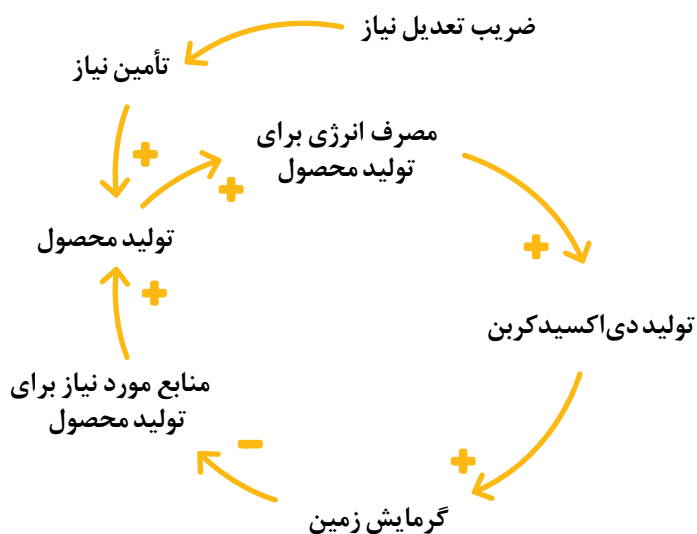 ضریب تعدیل نیاز
تأمین نیاز
+
مصرف انرژی برای
تولید محصول
+
تولید محصول
+
تولید دی‌اکسیدکربن
+
منابع مورد نیاز برای
تولید محصول
-
+
گرمایش زمین